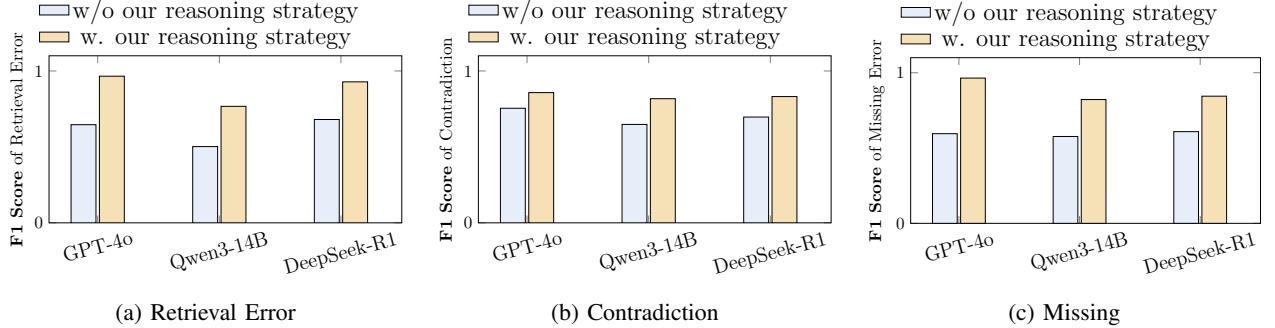 w/o our reasoning strategy
w. our reasoning strategy
F1 Score of Retrieval Error
1
0
GPT-4o
Qwen3-14B
DeepSeek-R1
(a) Retrieval Error
w/o our reasoning strategy
w. our reasoning strategy
F1 Score of Contradiction
1
0
GPT-4o
Qwen3-14B
DeepSeek-R1
(b) Contradiction
w/o our reasoning strategy
w. our reasoning strategy
F1 Score of Missing Error
1
0
GPT-4o
Qwen3-14B
DeepSeek-R1
(c) Missing